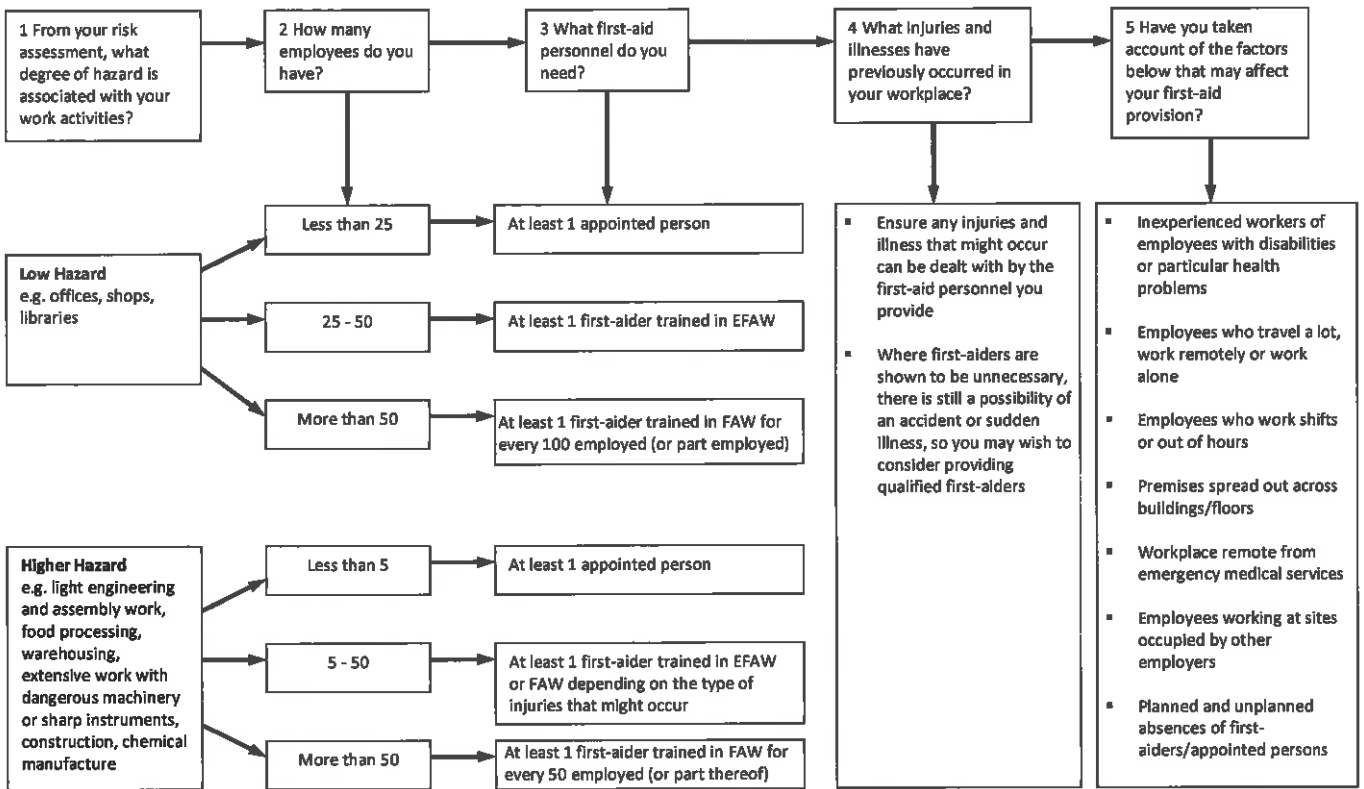 1 From your risk
assessment, what
degree of hazard is
associated with your
work activities?
2 How many
employees do you
have?
3 What first-aid
personnel do you
need?
4 What injuries and
illnesses have
previously occurred in
your workplace?
5 Have you taken
account of the factors
below that may affect
your first-aid
provision?
Low Hazard
e.g. offices, shops,
libraries
Less than 25
At least 1 appointed person
25 - 50
At least 1 first-aider trained in EFAW
More than 50
At least 1 first-aider trained in FAW for
every 100 employed (or part employed)
Higher Hazard
e.g. light engineering
and assembly work,
food processing,
warehousing,
extensive work with
dangerous machinery
or sharp instruments,
construction, chemical
manufacture
Less than 5
At least 1 appointed person
5 - 50
At least 1 first-aider trained in EFAW
or FAW depending on the type of
injuries that might occur
More than 50
At least 1 first-aider trained in FAW for
every 50 employed (or part thereof)
▪ Ensure any injuries and
illness that might occur
can be dealt with by the
first-aid personnel you
provide
▪ Where first-aiders are
shown to be unnecessary,
there is still a possibility of
an accident or sudden
illness, so you may wish to
consider providing
qualified first-aiders
▪ Inexperienced workers of
employees with disabilities
or particular health
problems
▪ Employees who travel a lot,
work remotely or work
alone
▪ Employees who work shifts
or out of hours
▪ Premises spread out across
buildings/floors
▪ Workplace remote from
emergency medical services
▪ Employees working at sites
occupied by other
employers
▪ Planned and unplanned
absences of first-
aiders/appointed persons